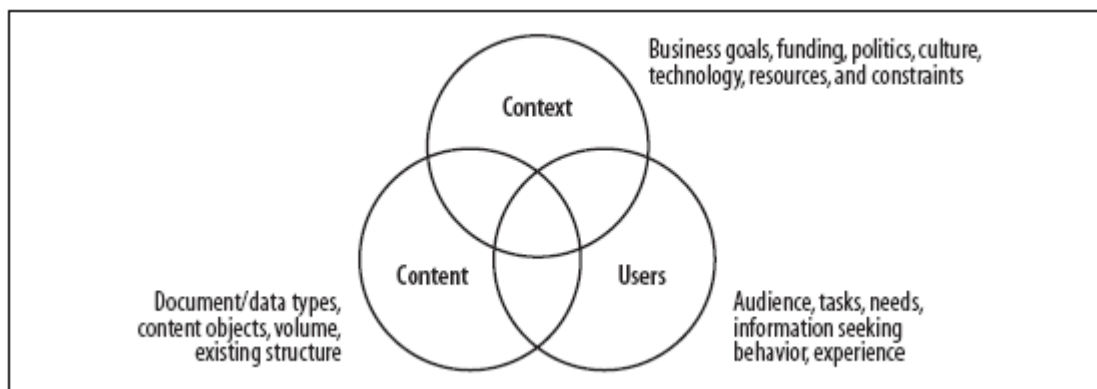 Business goals, funding, politics, culture,
technology, resources, and constraints
Context
Content
Users
Document/data types,
content objects, volume,
existing structure
Audience, tasks, needs,
information seeking
behavior, experience